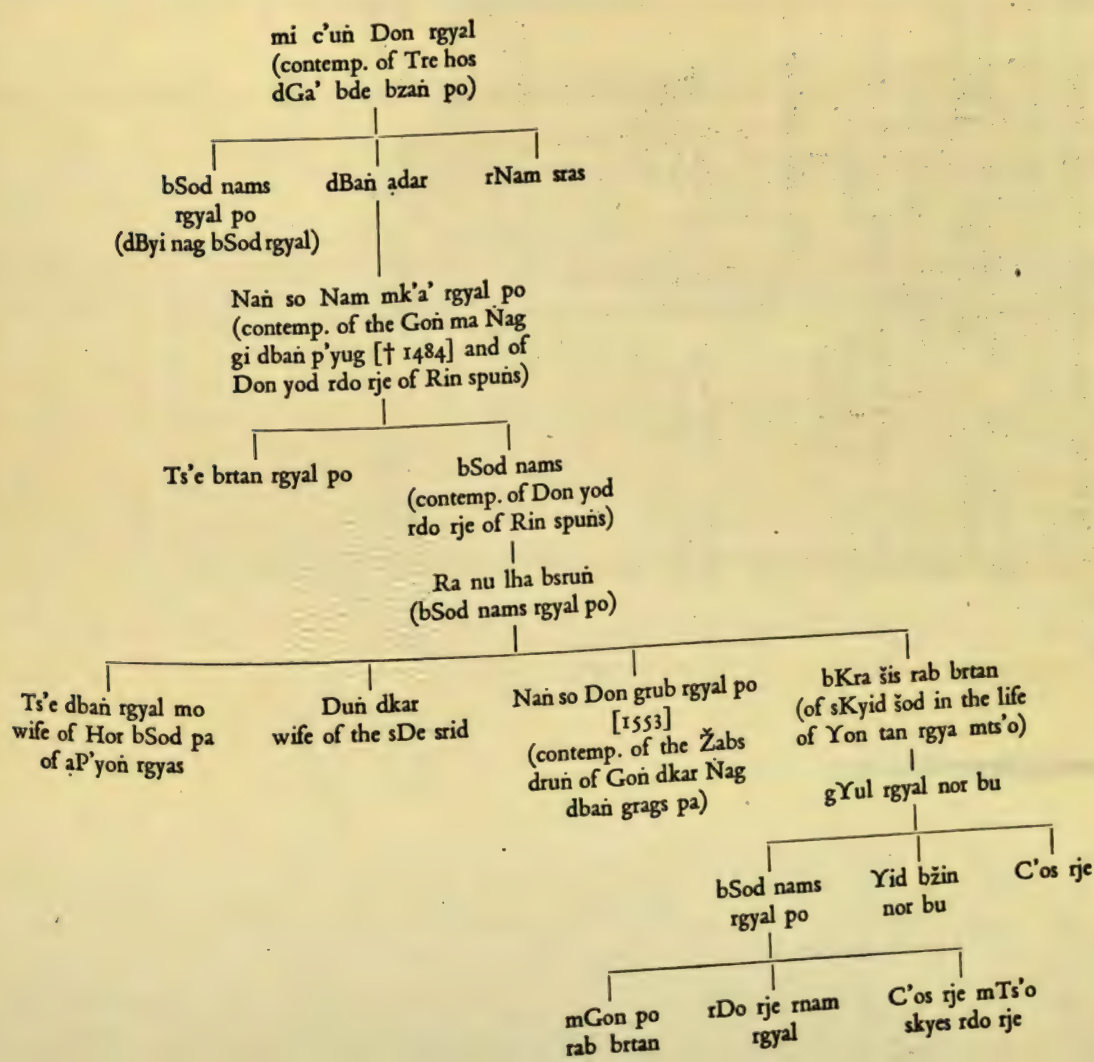 mi c'uṅ Don rgyal
(contemp. of Tre hos
dGa' bde bzaṅ po)
bSod nams
rgyal po
(dByi nag bSod rgyal)
dBaṅ ạdar
rNam sras
Naṅ so Nam mk'a' rgyal po
(contemp. of the Goṅ ma Ṅag
gi dbaṅ p'yug [† 1484] and of
Don yod rdo rje of Rin spuṅs)
Ts'e brtan rgyal po
bSod nams
(contemp. of Don yod
rdo rje of Rin spuṅs)
Ra nu lha bsruṅ
(bSod nams rgyal po)
Ts'e dbaṅ rgyal mo
wife of Hor bSod pa
of ạP'yoṅ rgyas
Duṅ dkar
wife of the sDe srid
Naṅ so Don grub rgyal po
[1553]
(contemp. of the Žabs
druṅ of Goṅ dkar Ṅag
dbaṅ grags pa)
bKra šis rab brtan
(of sKyid šod in the life
of Yon tan rgya mts'o)
gYul rgyal nor bu
bSod nams
rgyal po
Yid bžin
nor bu
C'os rje
mGon po
rab brtan
rDo rje rnam
rgyal
C'os rje mTs'o
skyes rdo rje